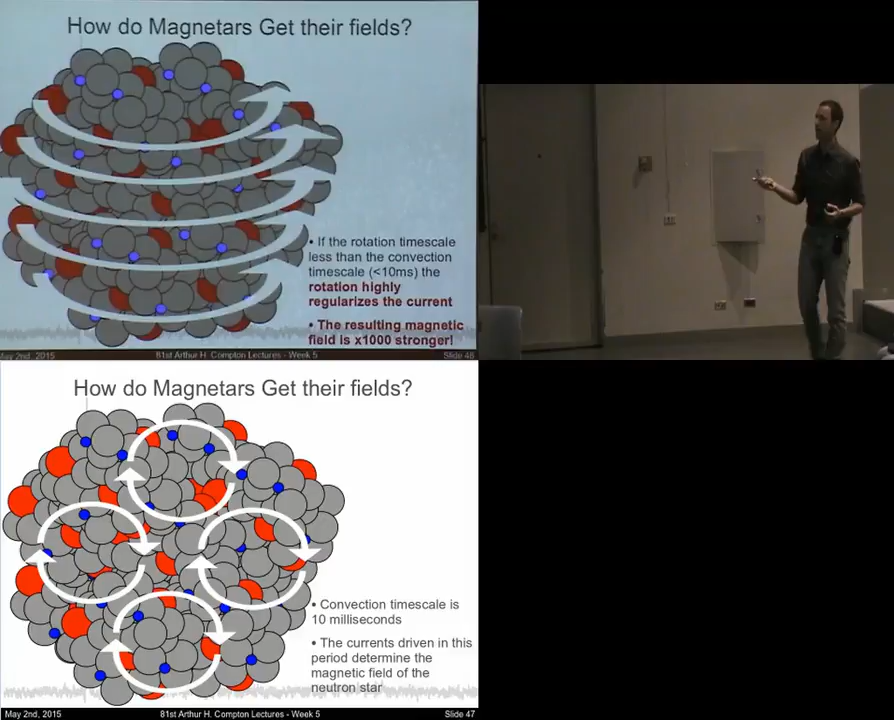 How do Magnetars Get their fields?
• If the rotation timescale
less than the convection
timescale (<10ms) the
rotation highly
regularizes the current
• The resulting magnetic
field is x1000 stronger!
May 2nd, 2015 81st Arthur H. Compton Lectures - Week 5 Slide 48
How do Magnetars Get their fields?
• Convection timescale is
10 milliseconds
• The currents driven in this
period determine the
magnetic field of the
neutron star
May 2nd, 2015 81st Arthur H. Compton Lectures - Week 5 Slide 47